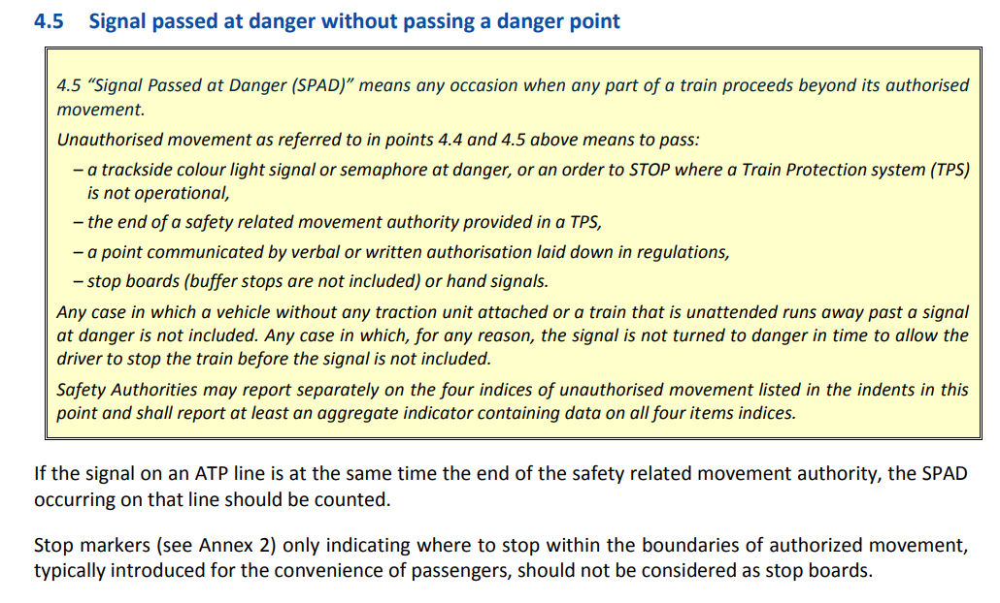 4.5 Signal passed at danger without passing a danger point
4.5 “Signal Passed at Danger (SPAD)” means any occasion when any part of a train proceeds beyond its authorised
movement.
Unauthorised movement as referred to in points 4.4 and 4.5 above means to pass:
– a trackside colour light signal or semaphore at danger, or an order to STOP where a Train Protection system (TPS)
is not operational,
– the end of a safety related movement authority provided in a TPS,
– a point communicated by verbal or written authorisation laid down in regulations,
– stop boards (buffer stops are not included) or hand signals.
Any case in which a vehicle without any traction unit attached or a train that is unattended runs away past a signal
at danger is not included. Any case in which, for any reason, the signal is not turned to danger in time to allow the
driver to stop the train before the signal is not included.
Safety Authorities may report separately on the four indices of unauthorised movement listed in the indents in this
point and shall report at least an aggregate indicator containing data on all four items indices.
If the signal on an ATP line is at the same time the end of the safety related movement authority, the SPAD
occurring on that line should be counted.
Stop markers (see Annex 2) only indicating where to stop within the boundaries of authorized movement,
typically introduced for the convenience of passengers, should not be considered as stop boards.